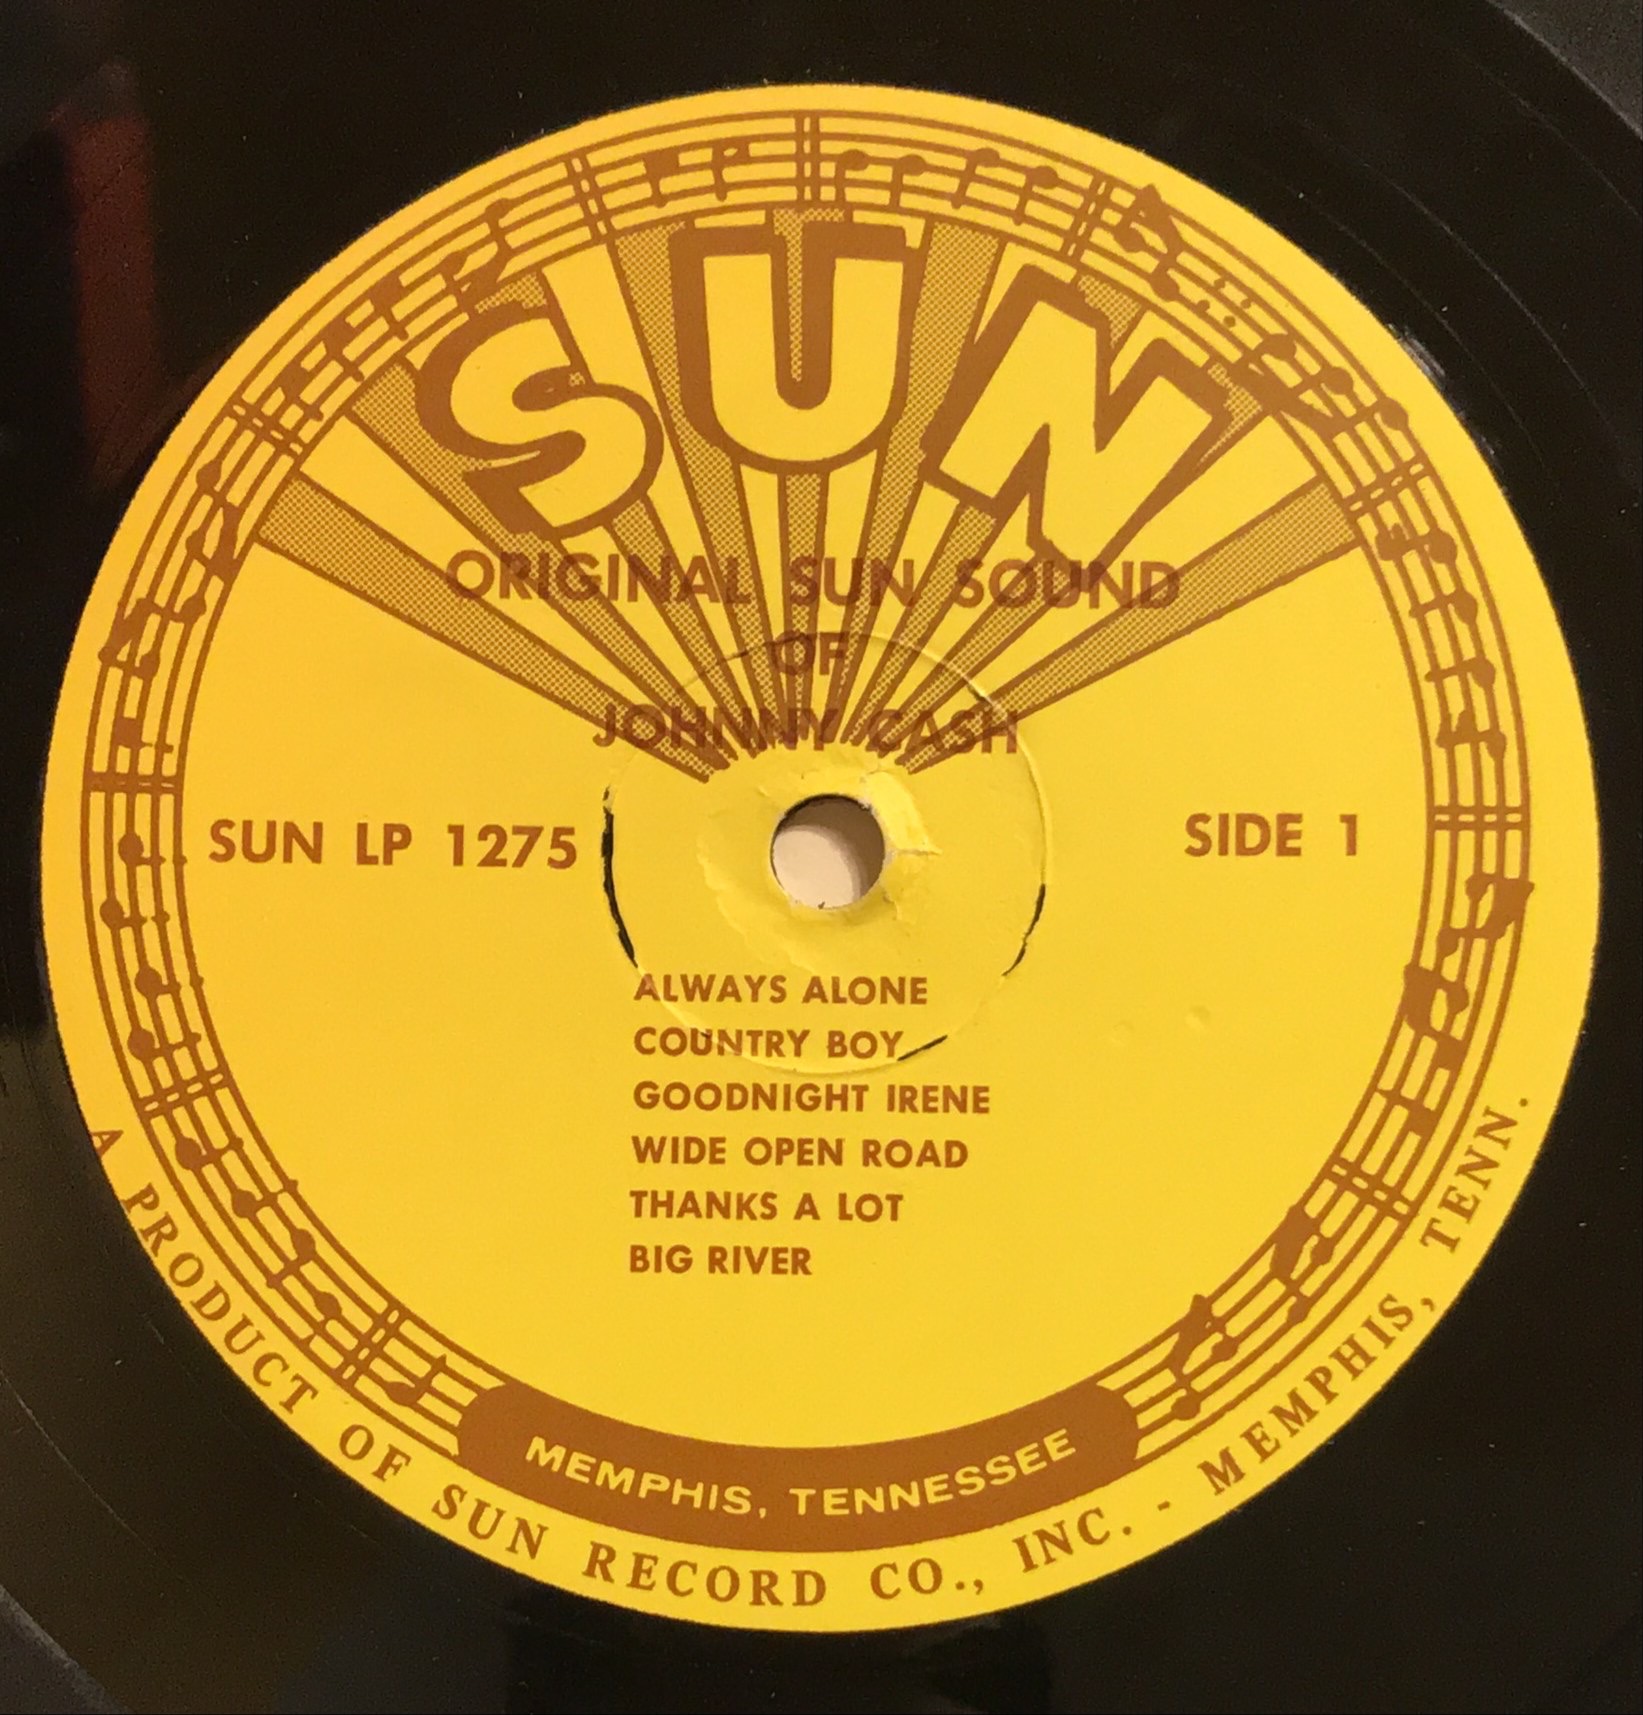 SUN
ORIGINAL SUN SOUND
OF
JOHNNY CASH
SUN LP 1275
SIDE 1
ALWAYS ALONE
COUNTRY BOY
GOODNIGHT IRENE
WIDE OPEN ROAD
THANKS A LOT
BIG RIVER
MEMPHIS, TENNESSEE
A PRODUCT OF SUN RECORD CO., INC. - MEMPHIS, TENN.